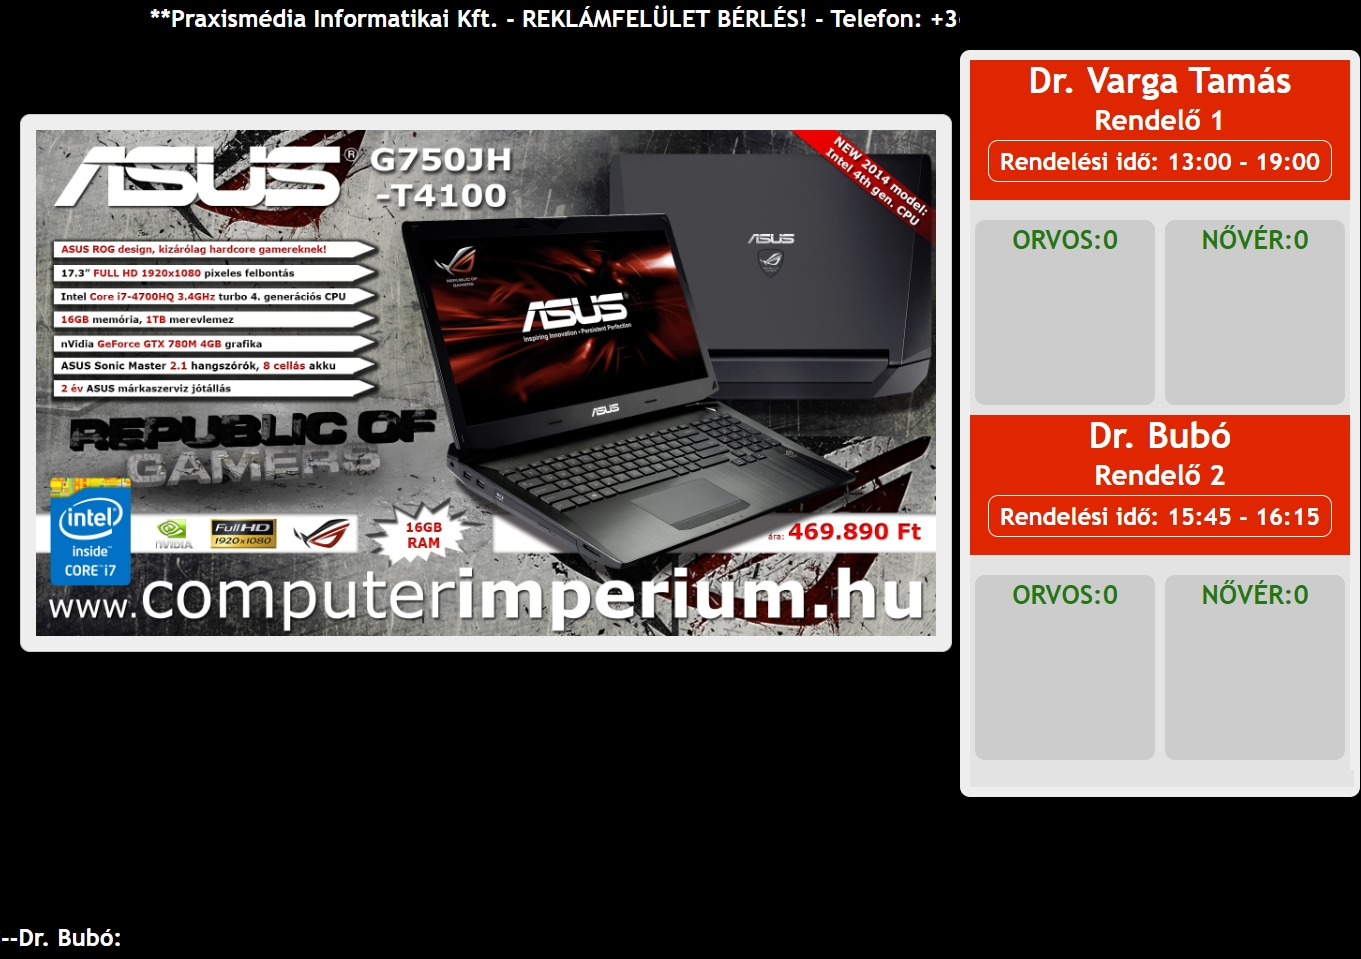 **Praxismédia Informatikai Kft. - REKLÁMFELÜLET BÉRLÉS! - Telefon: +3
Dr. Varga Tamás
Rendelő 1
Rendelési idő: 13:00 - 19:00
ORVOS:0
NŐVÉR:0
Dr. Bubó
Rendelő 2
Rendelési idő: 15:45 - 16:15
ORVOS:0
NŐVÉR:0
ASUS® G750JH
-T4100
NEW 2014 model:
Intel 4th gen. CPU
ASUS ROG design, kizárólag hardcore gamereknek!
17.3" FULL HD 1920x1080 pixeles felbontás
Intel Core i7-4700HQ 3.4GHz turbo 4. generációs CPU
16GB memória, 1TB merevlemez
nVidia GeForce GTX 780M 4GB grafika
ASUS Sonic Master 2.1 hangszórók, 8 cellás akku
2 év ASUS márkaszerviz jótállás
REPUBLIC OF
GAMERS
ASUS
REPUBLIC OF
GAMERS
ASUS®
Inspiring Innovation • Persistent Perfection
ASUS
intel®
inside™
CORE™ i7
NVIDIA
Full HD
1920x1080
16GB
RAM
ára: 469.890 Ft
www.computerimperium.hu
--Dr. Bubó: